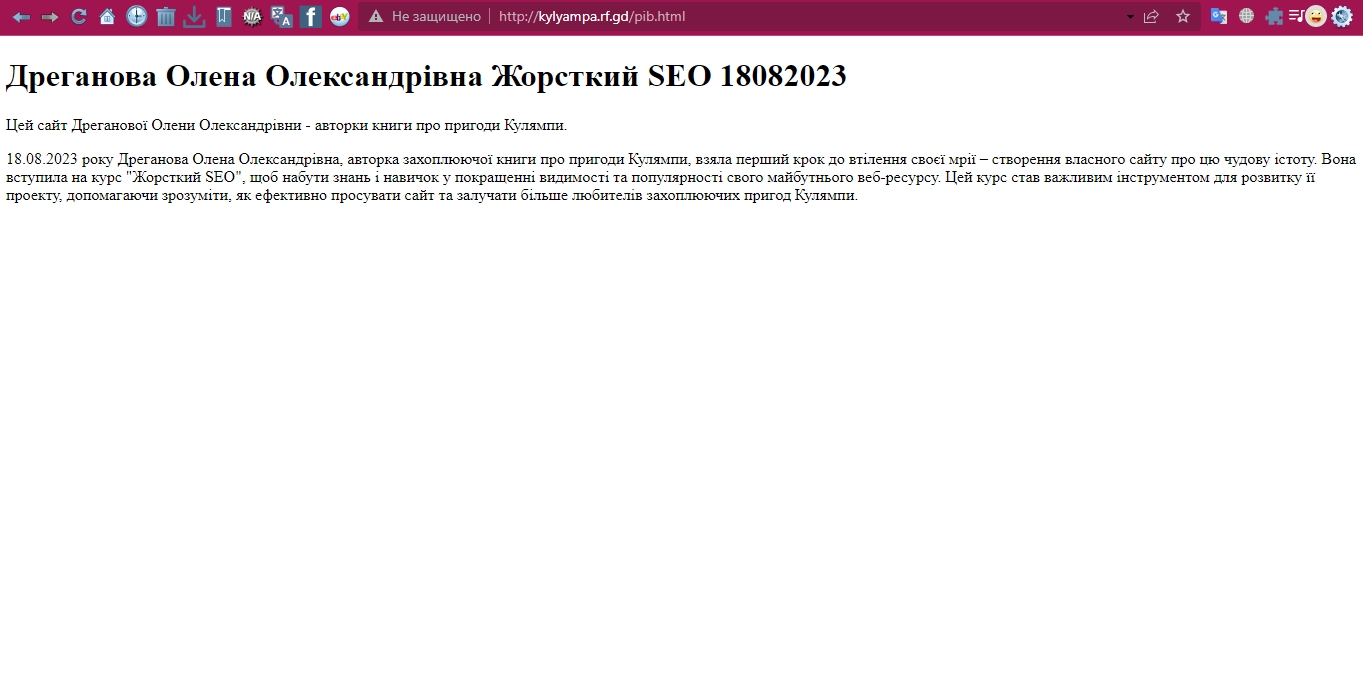 N/A
Не защищено
http://kylyampa.rf.gd/pib.html
Дреганова Олена Олександрівна Жорсткий SEO 18082023
Цей сайт Дреганової Олени Олександрівни - авторки книги про пригоди Кулямпи.
18.08.2023 року Дреганова Олена Олександрівна, авторка захоплюючої книги про пригоди Кулямпи, взяла перший крок до втілення своєї мрії – створення власного сайту про цю чудову істоту. Вона
вступила на курс "Жорсткий SEO", щоб набути знань і навичок у покращенні видимості та популярності свого майбутнього веб-ресурсу. Цей курс став важливим інструментом для розвитку її
проекту, допомагаючи зрозуміти, як ефективно просувати сайт та залучати більше любителів захоплюючих пригод Кулямпи.